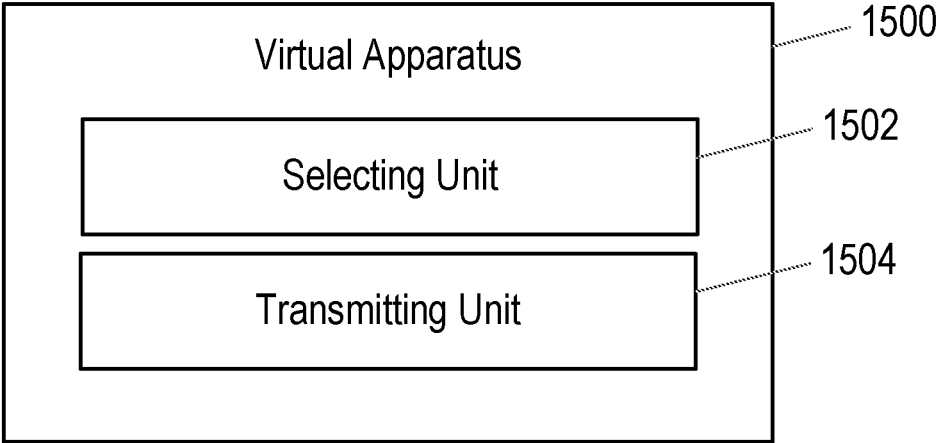 1500
Virtual Apparatus
1502
Selecting Unit
1504
Transmitting Unit